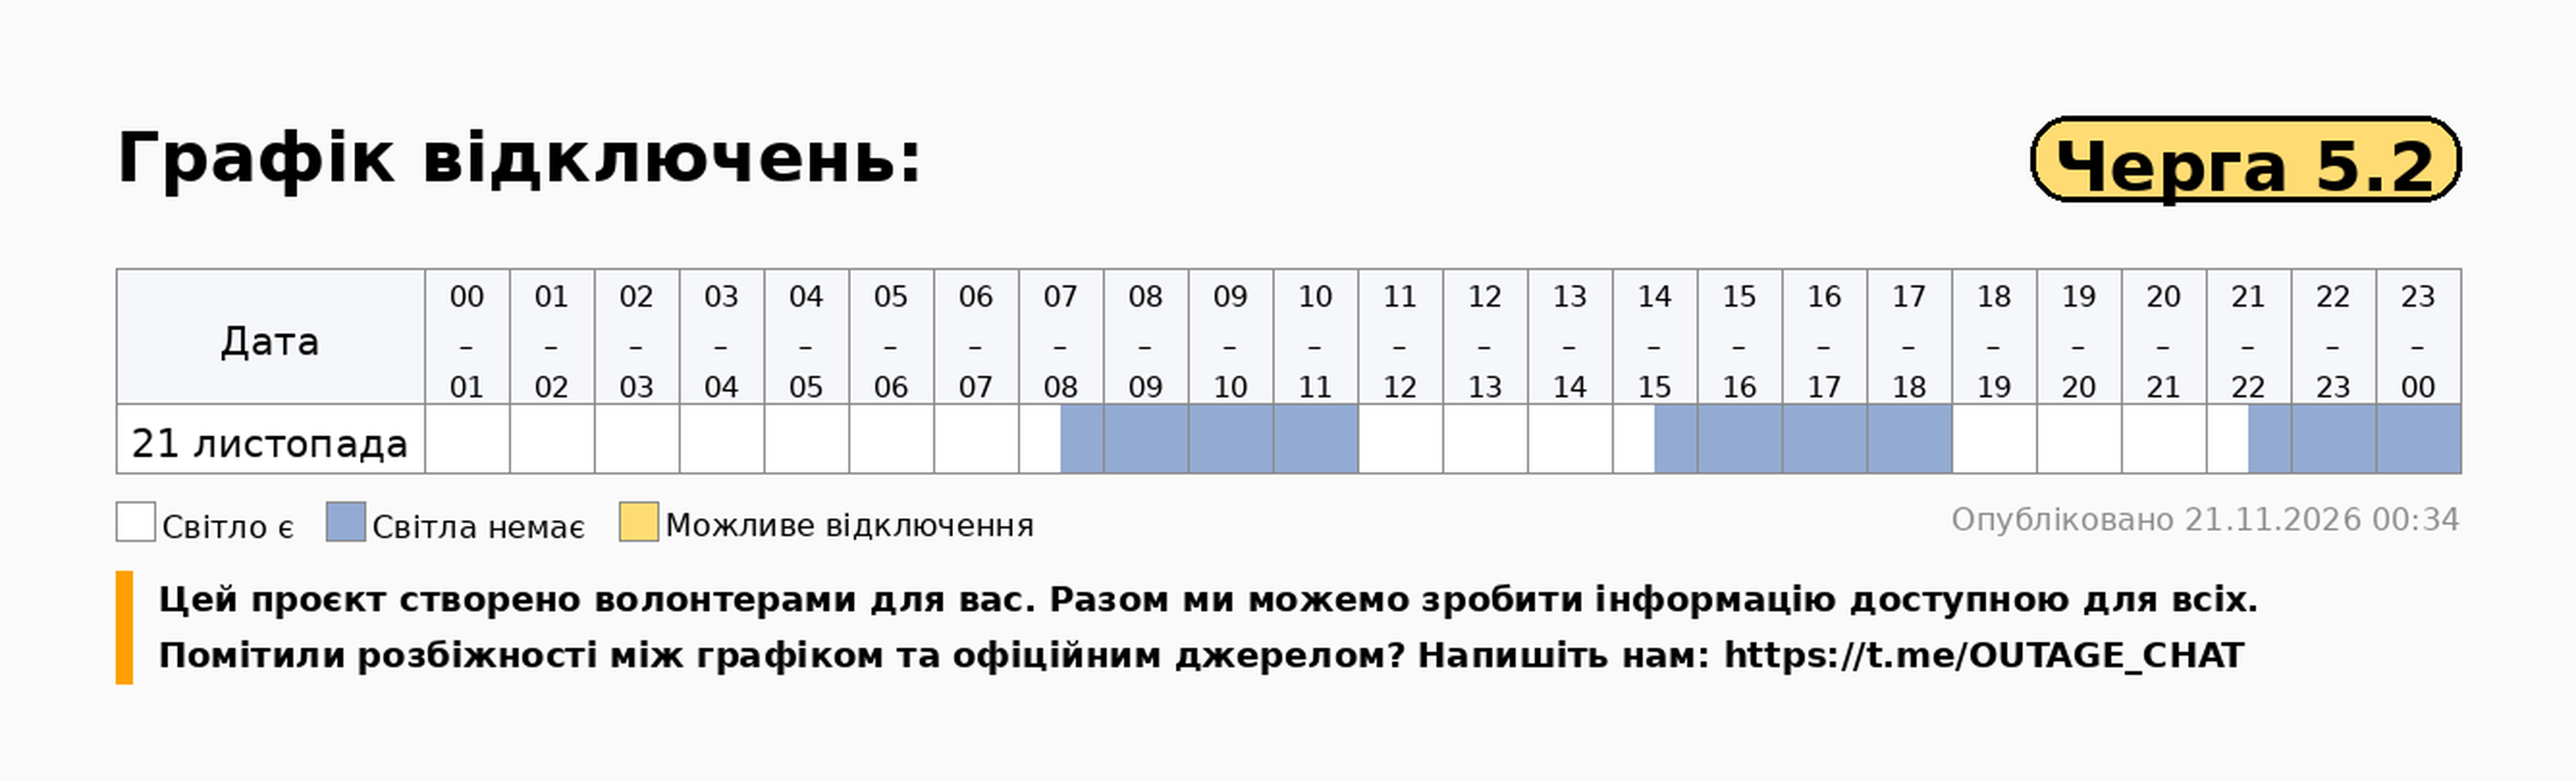 Графік відключень:
Черга 5.2
Дата
00 – 01
01 – 02
02 – 03
03 – 04
04 – 05
05 – 06
06 – 07
07 – 08
08 – 09
09 – 10
10 – 11
11 – 12
12 – 13
13 – 14
14 – 15
15 – 16
16 – 17
17 – 18
18 – 19
19 – 20
20 – 21
21 – 22
22 – 23
23 – 00
21 листопада
Світло є
Світла немає
Можливе відключення
Опубліковано 21.11.2026 00:34
Цей проєкт створено волонтерами для вас. Разом ми можемо зробити інформацію доступною для всіх.
Помітили розбіжності між графіком та офіційним джерелом? Напишіть нам: https://t.me/OUTAGE_CHAT